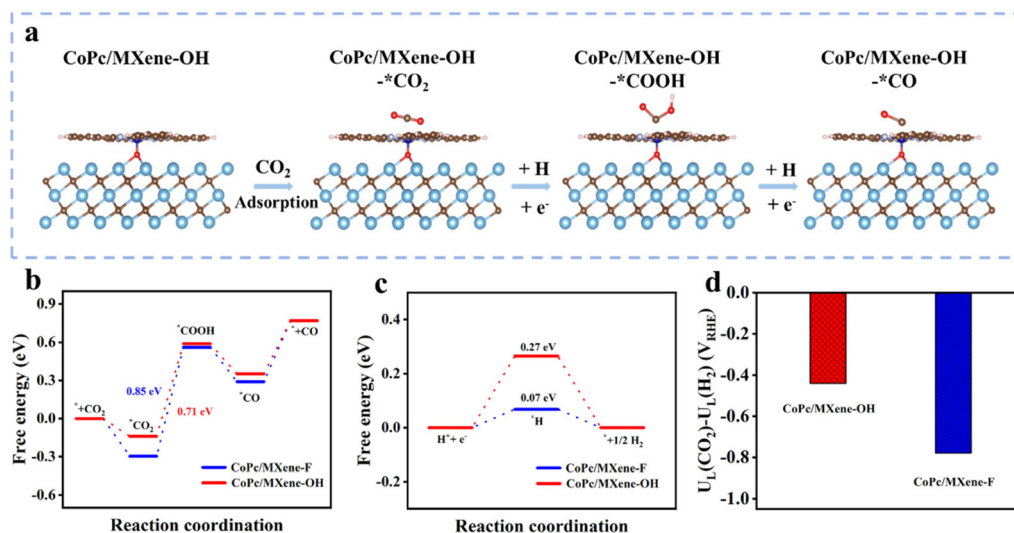 a
CoPc/MXene-OH
CoPc/MXene-OH
-*CO₂
CoPc/MXene-OH
-*COOH
CoPc/MXene-OH
-*CO
CO₂
Adsorption
+ H
+ e⁻
+ H
+ e⁻
b
Free energy (eV)
0.9
0.6
0.3
0.0
-0.3
-0.6
*+CO₂
*CO₂
0.85 eV
0.71 eV
*COOH
*CO
*+CO
CoPc/MXene-F
CoPc/MXene-OH
Reaction coordination
c
Free energy (eV)
0.4
0.2
0.0
-0.2
0.27 eV
0.07 eV
*H
H⁺+ e⁻
*+1/2 H₂
CoPc/MXene-F
CoPc/MXene-OH
Reaction coordination
d
U_L(CO₂)-U_L(H₂) (V_RHE)
0.0
-0.2
-0.4
-0.6
-0.8
-1.0
CoPc/MXene-OH
CoPc/MXene-F